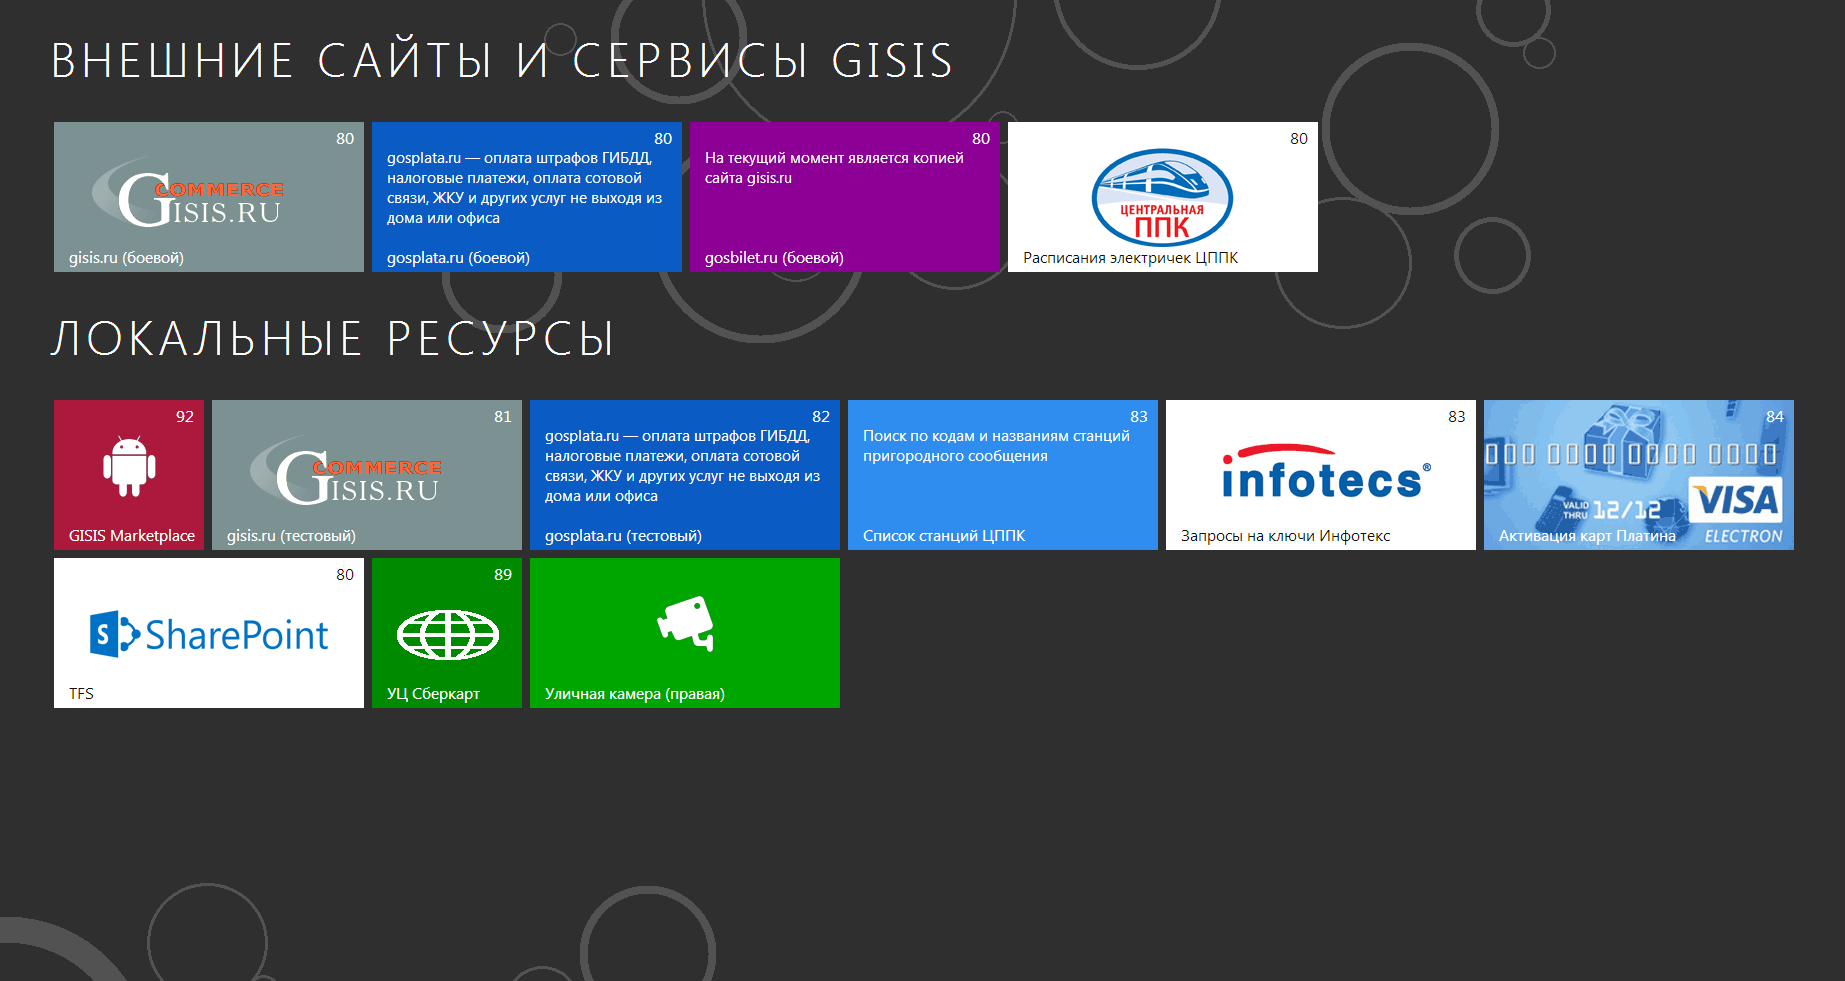 ВНЕШНИЕ САЙТЫ И СЕРВИСЫ GISIS
80
COMMERCE
GISIS.RU
gisis.ru (боевой)
80
gosplata.ru — оплата штрафов ГИБДД,
налоговые платежи, оплата сотовой
связи, ЖКУ и других услуг не выходя из
дома или офиса
gosplata.ru (боевой)
80
На текущий момент является копией
сайта gisis.ru
gosbilet.ru (боевой)
80
ЦЕНТРАЛЬНАЯ
ППК
Расписания электричек ЦППК
ЛОКАЛЬНЫЕ РЕСУРСЫ
92
GISIS Marketplace
81
COMMERCE
GISIS.RU
gisis.ru (тестовый)
82
gosplata.ru — оплата штрафов ГИБДД,
налоговые платежи, оплата сотовой
связи, ЖКУ и других услуг не выходя из
дома или офиса
gosplata.ru (тестовый)
83
Поиск по кодам и названиям станций
пригородного сообщения
Список станций ЦППК
83
infotecs®
Запросы на ключи Инфотекс
84
000 0000 0000 0000
VALID
THRU 12/12
VISA
ELECTRON
Активация карт Платина
80
S SharePoint
TFS
89
УЦ Сберкарт
Уличная камера (правая)